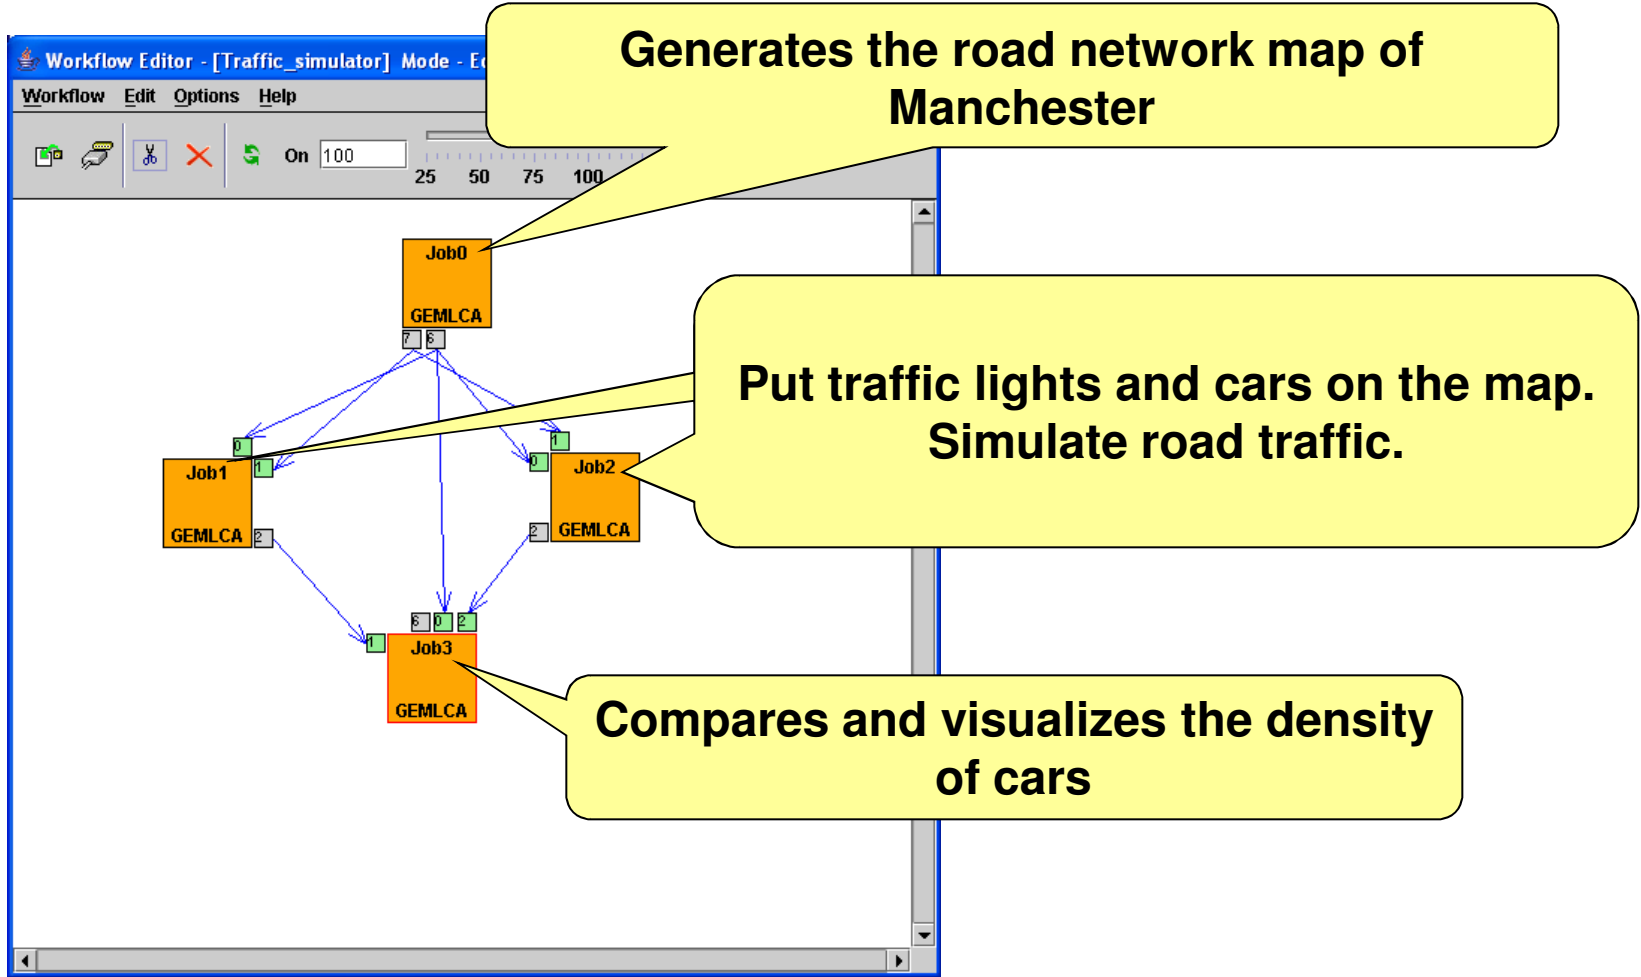 Generates the road network map of
Manchester
Workflow Editor - [Traffic_simulator] Mode - Ed
Workflow Edit Options Help
On 100
25 50 75 100
Job0
GEMLCA
7 6
Put traffic lights and cars on the map.
Simulate road traffic.
0 1
1 0
Job1 Job2
GEMLCA 2 2 GEMLCA
6 0 2
1
Job3
GEMLCA
Compares and visualizes the density
of cars